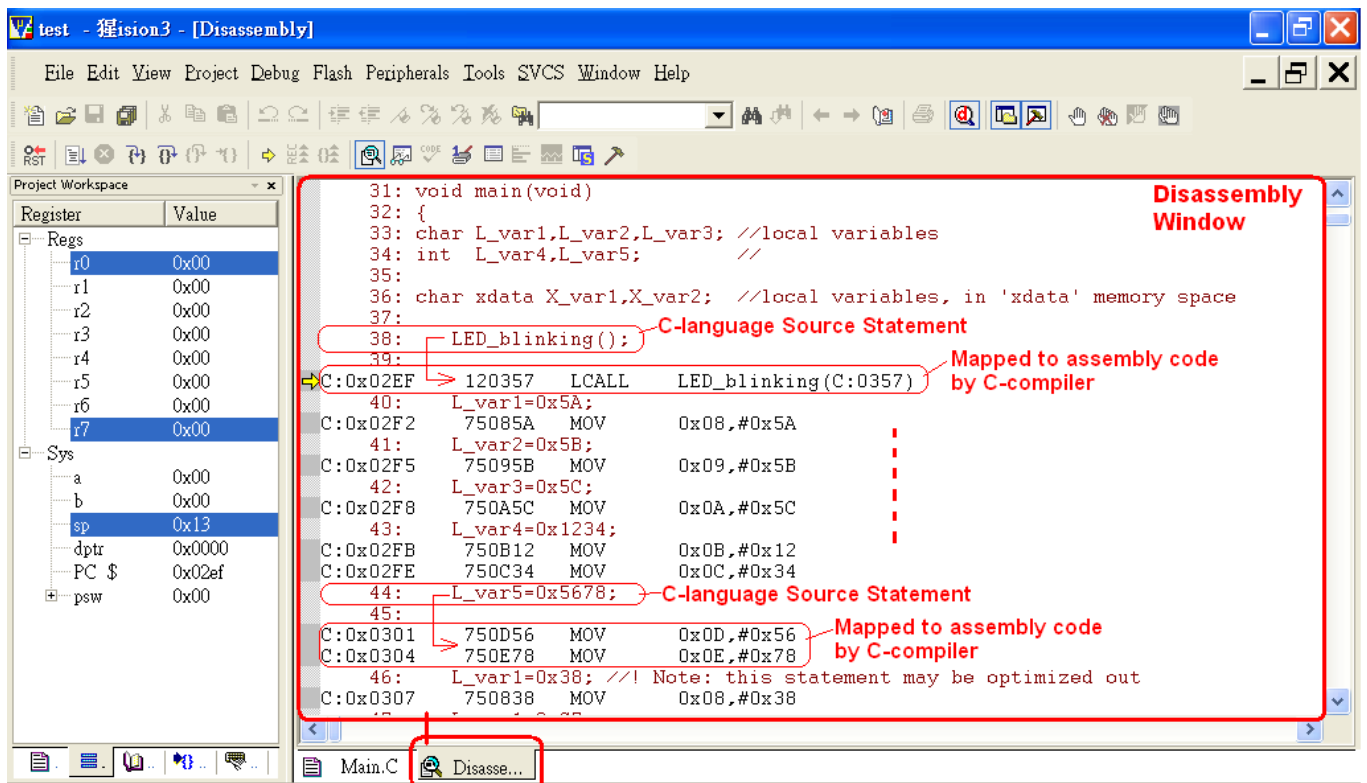 test - 猩ision3 - [Disassembly]
File Edit View Project Debug Flash Peripherals Tools SVCS Window Help
RST
CODE
Project Workspace
Register Value
Regs
r0 0x00
r1 0x00
r2 0x00
r3 0x00
r4 0x00
r5 0x00
r6 0x00
r7 0x00
Sys
a 0x00
b 0x00
sp 0x13
dptr 0x0000
PC $ 0x02ef
psw 0x00
Disassembly
Window
31: void main(void)
32: {
33: char L_var1,L_var2,L_var3; //local variables
34: int L_var4,L_var5; //
35:
36: char xdata X_var1,X_var2; //local variables, in 'xdata' memory space
37:
38: LED_blinking();
C-language Source Statement
39:
C:0x02EF 120357 LCALL LED_blinking(C:0357)
Mapped to assembly code
by C-compiler
40: L_var1=0x5A;
C:0x02F2 75085A MOV 0x08,#0x5A
41: L_var2=0x5B;
C:0x02F5 75095B MOV 0x09,#0x5B
42: L_var3=0x5C;
C:0x02F8 750A5C MOV 0x0A,#0x5C
43: L_var4=0x1234;
C:0x02FB 750B12 MOV 0x0B,#0x12
C:0x02FE 750C34 MOV 0x0C,#0x34
44: L_var5=0x5678;
C-language Source Statement
45:
C:0x0301 750D56 MOV 0x0D,#0x56
C:0x0304 750E78 MOV 0x0E,#0x78
Mapped to assembly code
by C-compiler
46: L_var1=0x38; //! Note: this statement may be optimized out
C:0x0307 750838 MOV 0x08,#0x38
Main.C
Disasse...